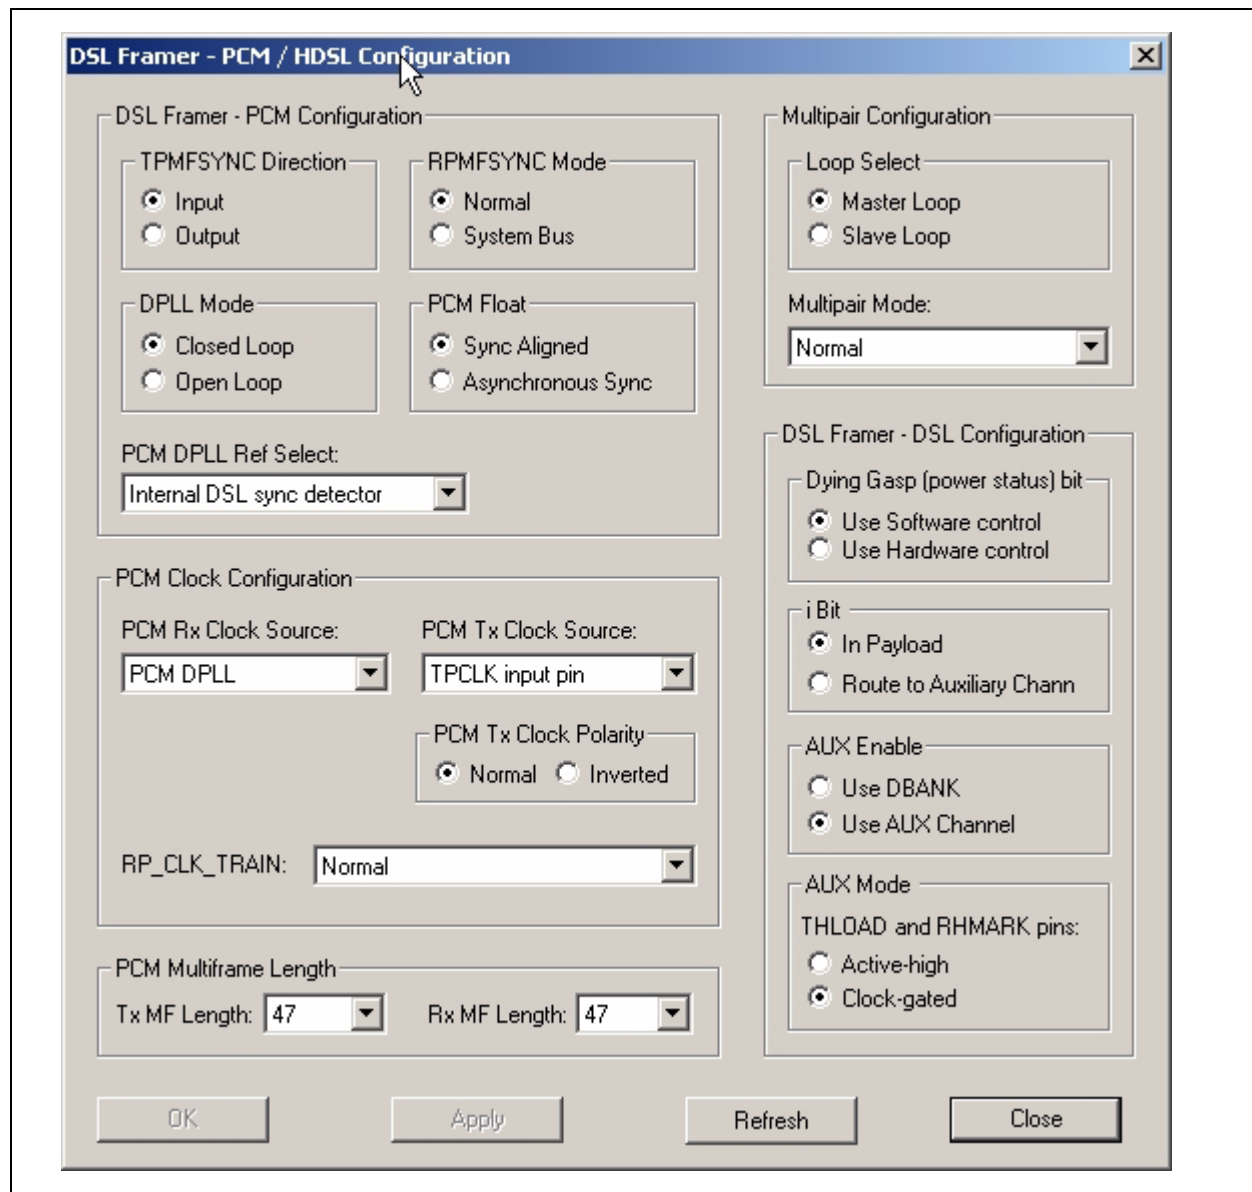 DSL Framer - PCM / HDSL Configuration
DSL Framer - PCM Configuration
TPMFSYNC Direction
Input
Output
RPMFSYNC Mode
Normal
System Bus
DPLL Mode
Closed Loop
Open Loop
PCM Float
Sync Aligned
Asynchronous Sync
PCM DPLL Ref Select:
Internal DSL sync detector
PCM Clock Configuration
PCM Rx Clock Source:
PCM DPLL
PCM Tx Clock Source:
TPCLK input pin
PCM Tx Clock Polarity
Normal Inverted
RP_CLK_TRAIN: Normal
PCM Multiframe Length
Tx MF Length: 47 Rx MF Length: 47
Multipair Configuration
Loop Select
Master Loop
Slave Loop
Multipair Mode:
Normal
DSL Framer - DSL Configuration
Dying Gasp (power status) bit
Use Software control
Use Hardware control
i Bit
In Payload
Route to Auxiliary Chann
AUX Enable
Use DBANK
Use AUX Channel
AUX Mode
THLOAD and RHMARK pins:
Active-high
Clock-gated
OK Apply Refresh Close